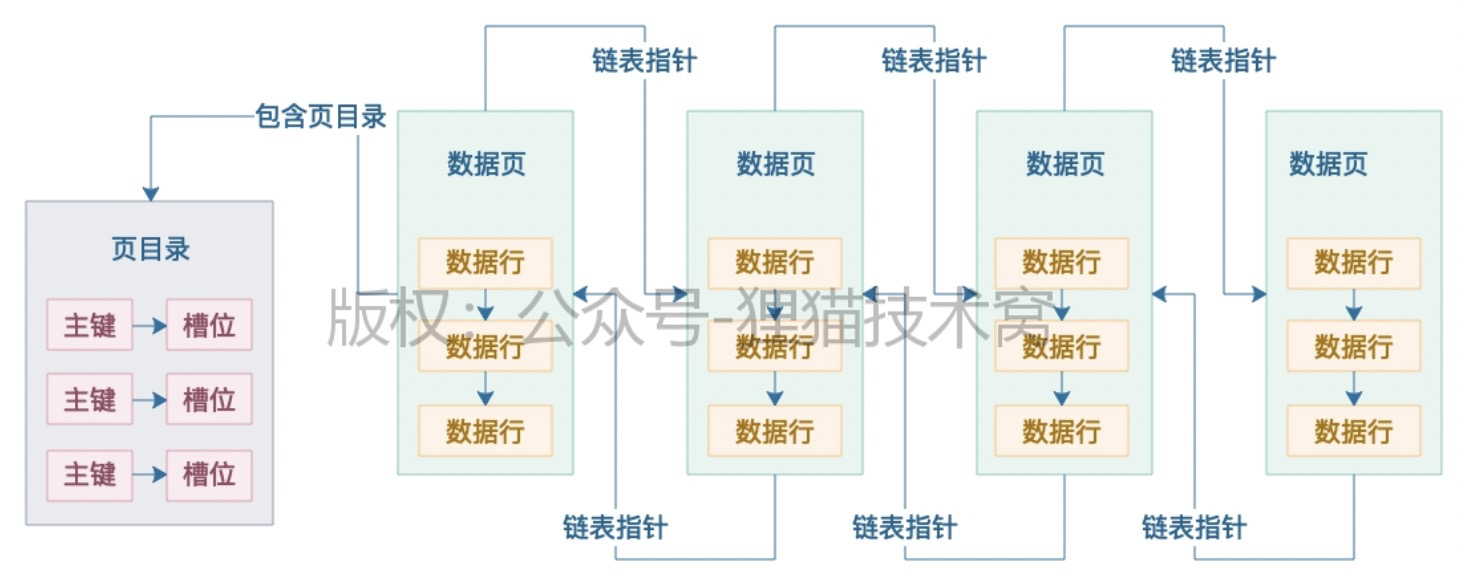 链表指针
链表指针
链表指针
包含页目录
数据页
数据页
数据页
数据页
页目录
主键
槽位
主键
槽位
主键
槽位
数据行
数据行
数据行
数据行
数据行
数据行
数据行
数据行
数据行
数据行
数据行
数据行
版权：公众号-狸猫技术窝
链表指针
链表指针
链表指针